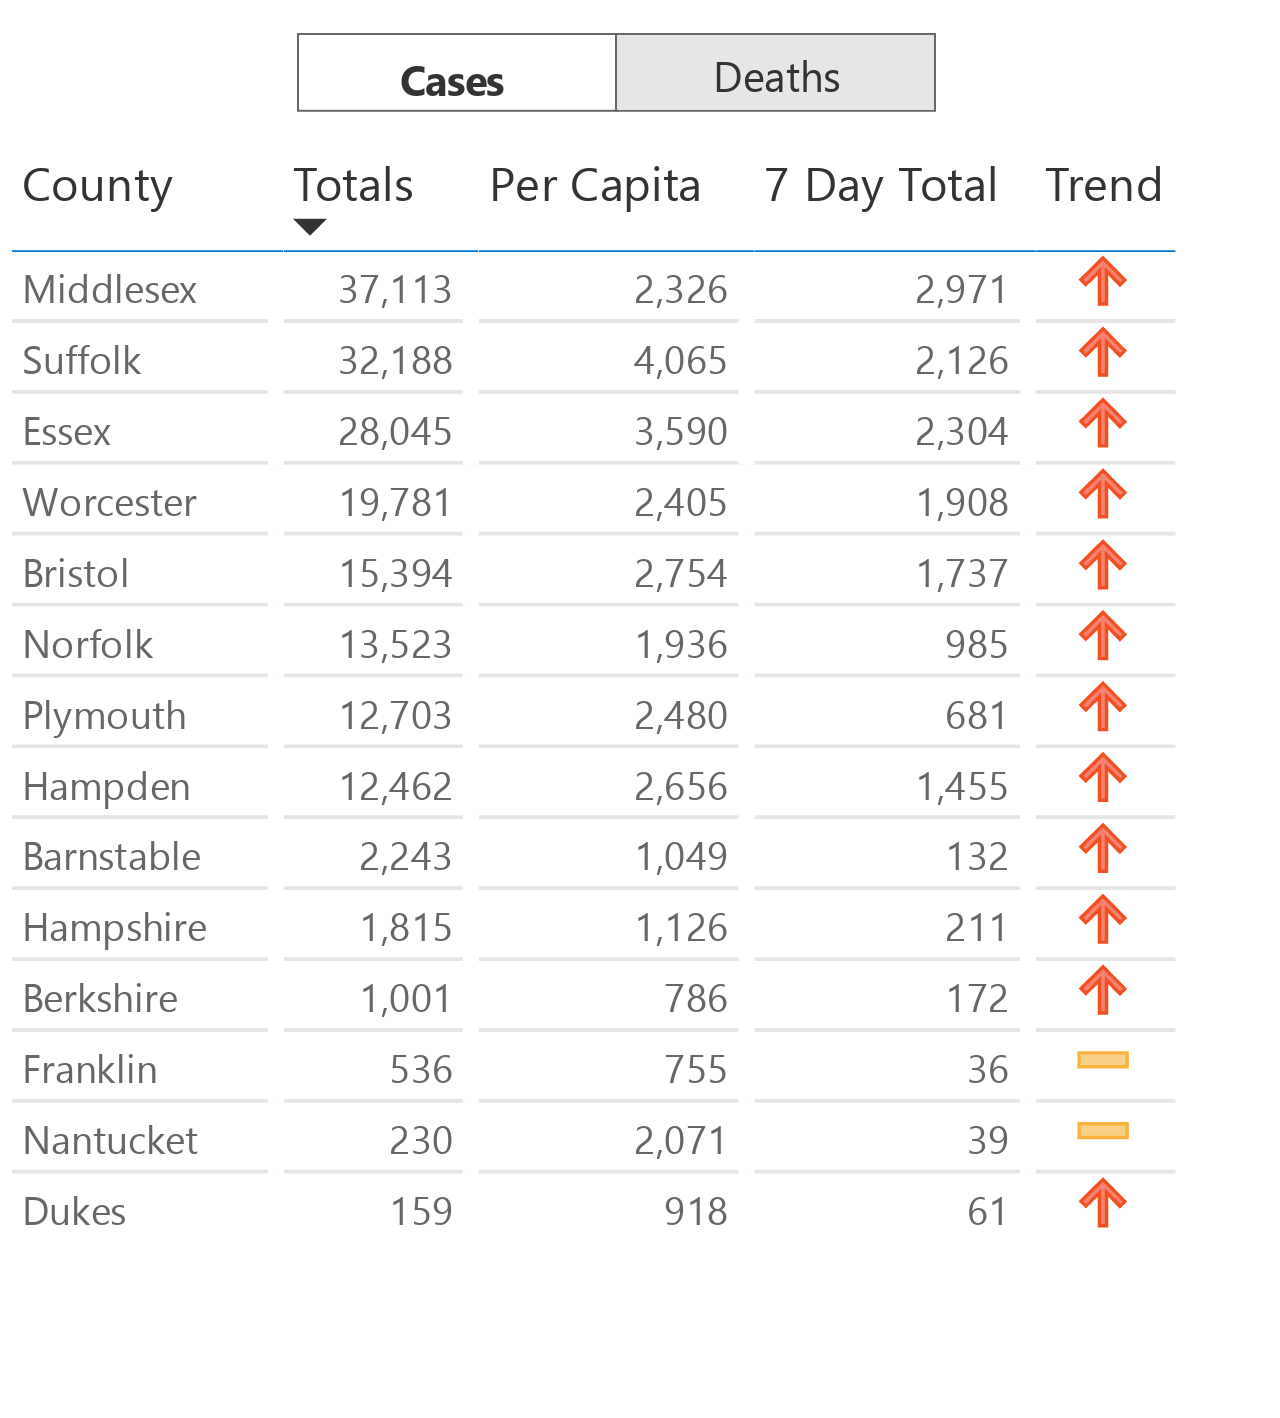 Cases Deaths
County Totals Per Capita 7 Day Total Trend
Middlesex 37,113 2,326 2,971
Suffolk 32,188 4,065 2,126
Essex 28,045 3,590 2,304
Worcester 19,781 2,405 1,908
Bristol 15,394 2,754 1,737
Norfolk 13,523 1,936 985
Plymouth 12,703 2,480 681
Hampden 12,462 2,656 1,455
Barnstable 2,243 1,049 132
Hampshire 1,815 1,126 211
Berkshire 1,001 786 172
Franklin 536 755 36
Nantucket 230 2,071 39
Dukes 159 918 61